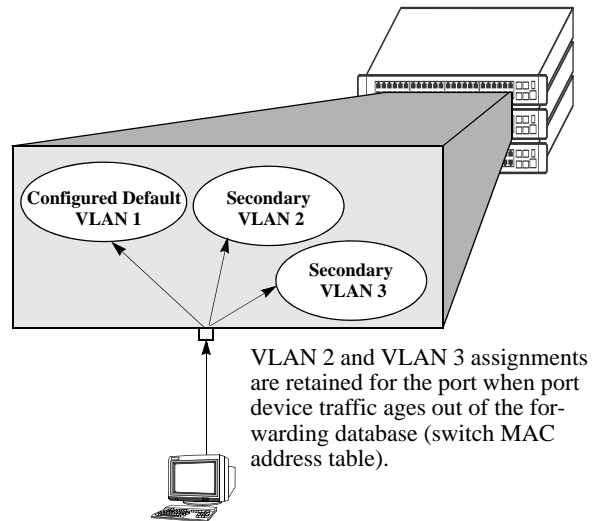 Configured Default
VLAN 1
Secondary
VLAN 2
Secondary
VLAN 3
VLAN 2 and VLAN 3 assignments
are retained for the port when port
device traffic ages out of the for-
warding database (switch MAC
address table).